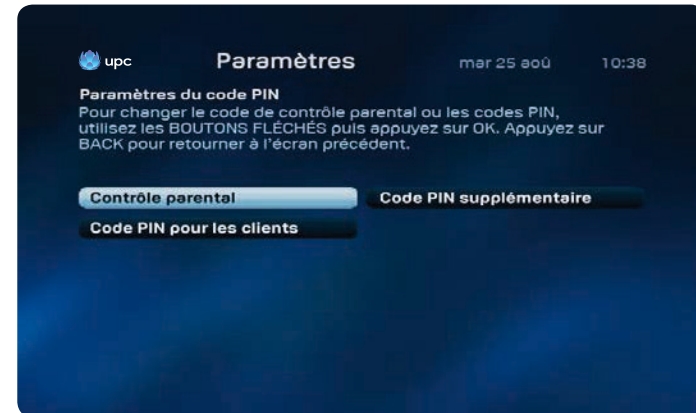 upc Paramètres mar 25 aoû 10:38
Paramètres du code PIN
Pour changer le code de contrôle parental ou les codes PIN,
utilisez les BOUTONS FLÉCHÉS puis appuyez sur OK. Appuyez sur
BACK pour retourner à l'écran précédent.
Contrôle parental Code PIN supplémentaire
Code PIN pour les clients